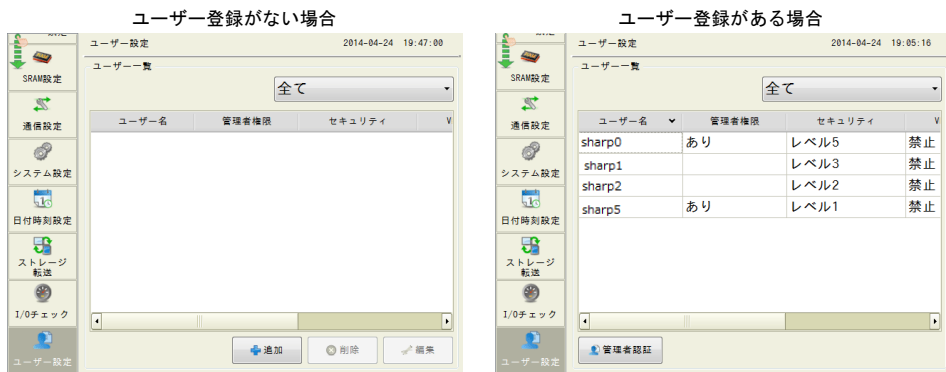 ユーザー登録がない場合
ユーザー設定
2014-04-24 19:47:00
ユーザー一覧
全て
SRAM設定
通信設定
システム設定
日付時刻設定
ストレージ
転送
I/Oチェック
ユーザー設定
ユーザー名 管理者権限 セキュリティ V
追加 削除 編集
ユーザー登録がある場合
ユーザー設定
2014-04-24 19:05:16
ユーザー一覧
全て
SRAM設定
通信設定
システム設定
日付時刻設定
ストレージ
転送
I/Oチェック
ユーザー設定
ユーザー名 管理者権限 セキュリティ V
sharp0 あり レベル5 禁止
sharp1 レベル3 禁止
sharp2 レベル2 禁止
sharp5 あり レベル1 禁止
管理者認証